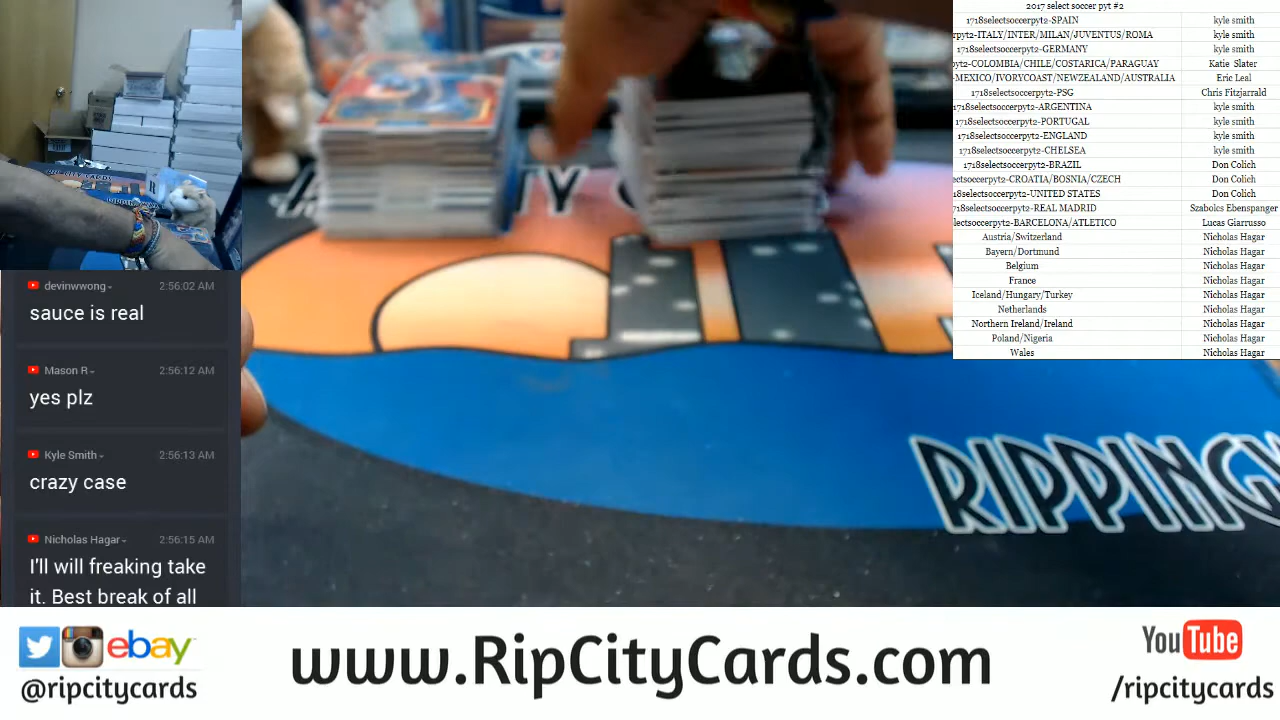 2017 select soccer pyt #2
1718selectsoccerpyt2-SPAIN kyle smith
pyt2-ITALY/INTER/MILAN/JUVENTUS/ROMA kyle smith
1718selectsoccerpyt2-GERMANY kyle smith
pyt2-COLOMBIA/CHILE/COSTARICA/PARAGUAY Katie Slater
-MEXICO/IVORYCOAST/NEWZEALAND/AUSTRALIA Eric Leal
1718selectsoccerpyt2-PSG Chris Fitzjarrald
1718selectsoccerpyt2-ARGENTINA kyle smith
1718selectsoccerpyt2-PORTUGAL kyle smith
1718selectsoccerpyt2-ENGLAND kyle smith
1718selectsoccerpyt2-CHELSEA kyle smith
1718selectsoccerpyt2-BRAZIL Don Colich
ectsoccerpyt2-CROATIA/BOSNIA/CZECH Don Colich
18selectsoccerpyt2-UNITED STATES Don Colich
718selectsoccerpyt2-REAL MADRID Szabolcs Ebenspanger
lectsoccerpyt2-BARCELONA/ATLETICO Lucas Giarrusso
Austria/Switzerland Nicholas Hagar
Bayern/Dortmund Nicholas Hagar
Belgium Nicholas Hagar
France Nicholas Hagar
Iceland/Hungary/Turkey Nicholas Hagar
Netherlands Nicholas Hagar
Northern Ireland/Ireland Nicholas Hagar
Poland/Nigeria Nicholas Hagar
Wales Nicholas Hagar
devinwwong 2:56:02 AM
sauce is real
Mason R 2:56:12 AM
yes plz
Kyle Smith 2:56:13 AM
crazy case
Nicholas Hagar 2:56:15 AM
I'll will freaking take
it. Best break of all
RIPPING
ebay
@ripcitycards
www.RipCityCards.com
YouTube
/ripcitycards